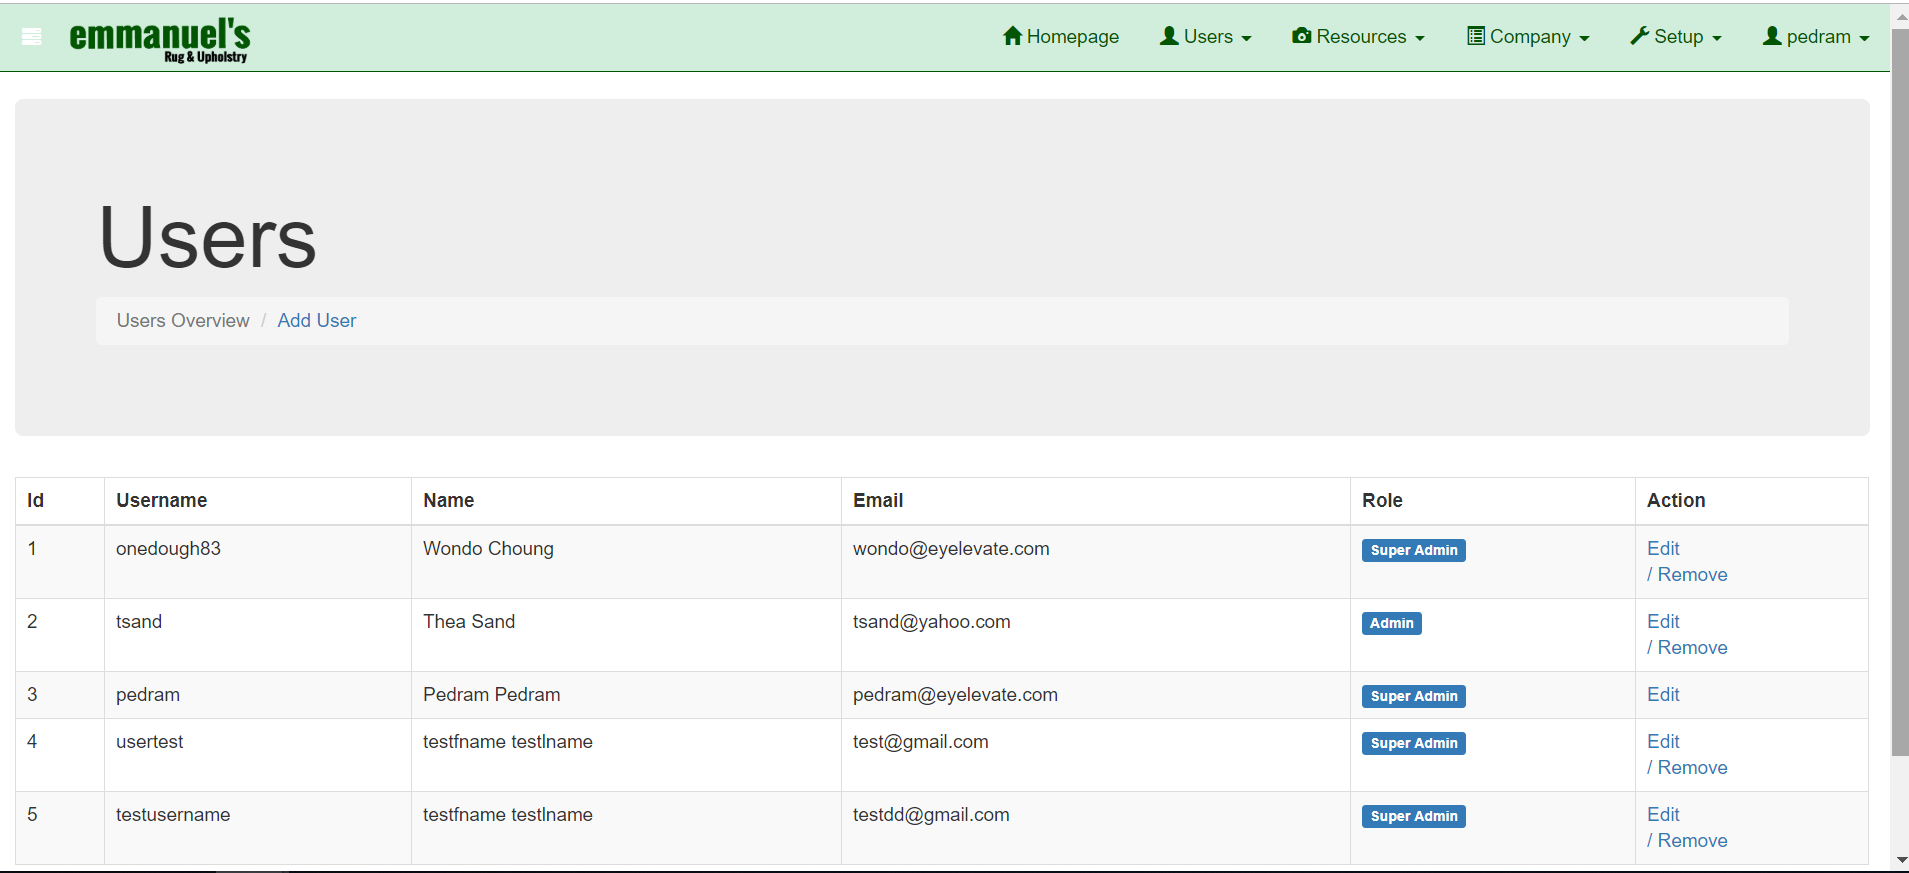 emmanuel's
Rug & Upholstry
Homepage Users Resources Company Setup pedram
Users
Users Overview / Add User
Id Username Name Email Role Action
1 onedough83 Wondo Choung wondo@eyelevate.com Super Admin Edit
/ Remove
2 tsand Thea Sand tsand@yahoo.com Admin Edit
/ Remove
3 pedram Pedram Pedram pedram@eyelevate.com Super Admin Edit
4 usertest testfname testlname test@gmail.com Super Admin Edit
/ Remove
5 testusername testfname testlname testdd@gmail.com Super Admin Edit
/ Remove